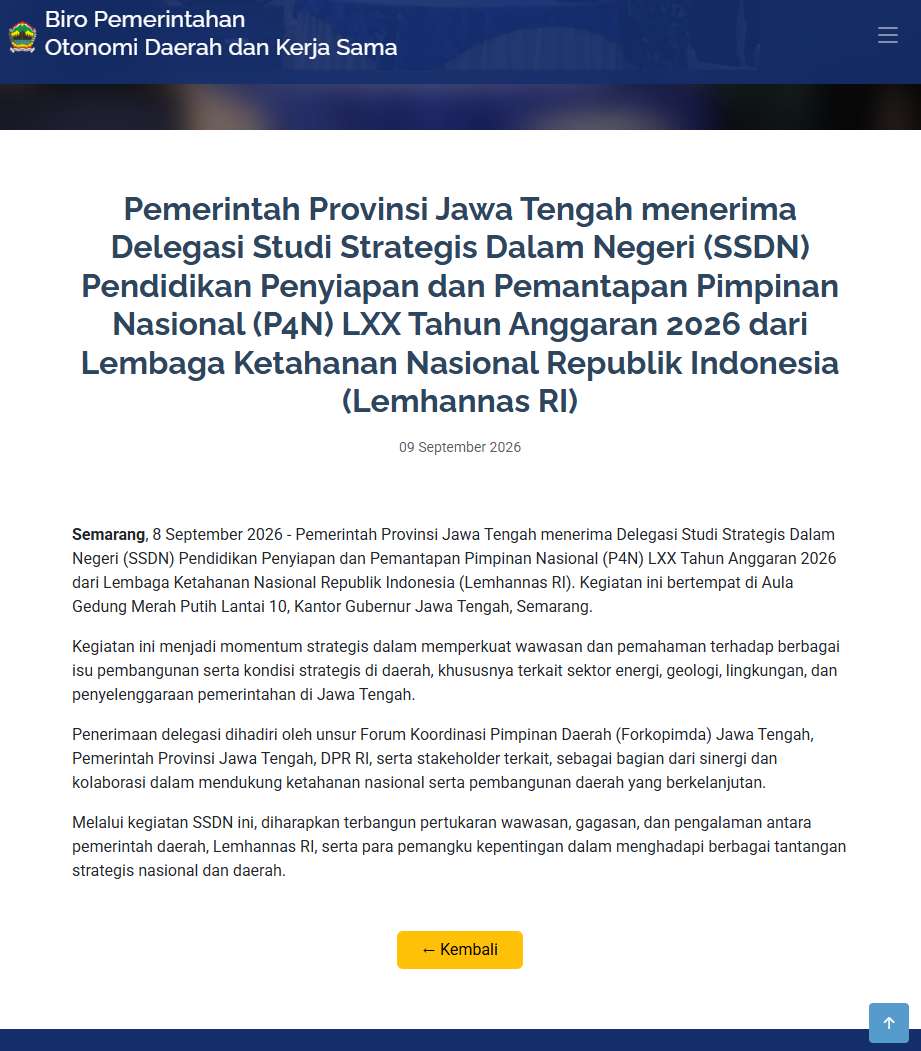 Biro Pemerintahan
Otonomi Daerah dan Kerja Sama
Pemerintah Provinsi Jawa Tengah menerima
Delegasi Studi Strategis Dalam Negeri (SSDN)
Pendidikan Penyiapan dan Pemantapan Pimpinan
Nasional (P4N) LXX Tahun Anggaran 2026 dari
Lembaga Ketahanan Nasional Republik Indonesia
(Lemhannas RI)
09 September 2026
Semarang, 8 September 2026 - Pemerintah Provinsi Jawa Tengah menerima Delegasi Studi Strategis Dalam
Negeri (SSDN) Pendidikan Penyiapan dan Pemantapan Pimpinan Nasional (P4N) LXX Tahun Anggaran 2026
dari Lembaga Ketahanan Nasional Republik Indonesia (Lemhannas RI). Kegiatan ini bertempat di Aula
Gedung Merah Putih Lantai 10, Kantor Gubernur Jawa Tengah, Semarang.
Kegiatan ini menjadi momentum strategis dalam memperkuat wawasan dan pemahaman terhadap berbagai
isu pembangunan serta kondisi strategis di daerah, khususnya terkait sektor energi, geologi, lingkungan, dan
penyelenggaraan pemerintahan di Jawa Tengah.
Penerimaan delegasi dihadiri oleh unsur Forum Koordinasi Pimpinan Daerah (Forkopimda) Jawa Tengah,
Pemerintah Provinsi Jawa Tengah, DPR RI, serta stakeholder terkait, sebagai bagian dari sinergi dan
kolaborasi dalam mendukung ketahanan nasional serta pembangunan daerah yang berkelanjutan.
Melalui kegiatan SSDN ini, diharapkan terbangun pertukaran wawasan, gagasan, dan pengalaman antara
pemerintah daerah, Lemhannas RI, serta para pemangku kepentingan dalam menghadapi berbagai tantangan
strategis nasional dan daerah.
← Kembali